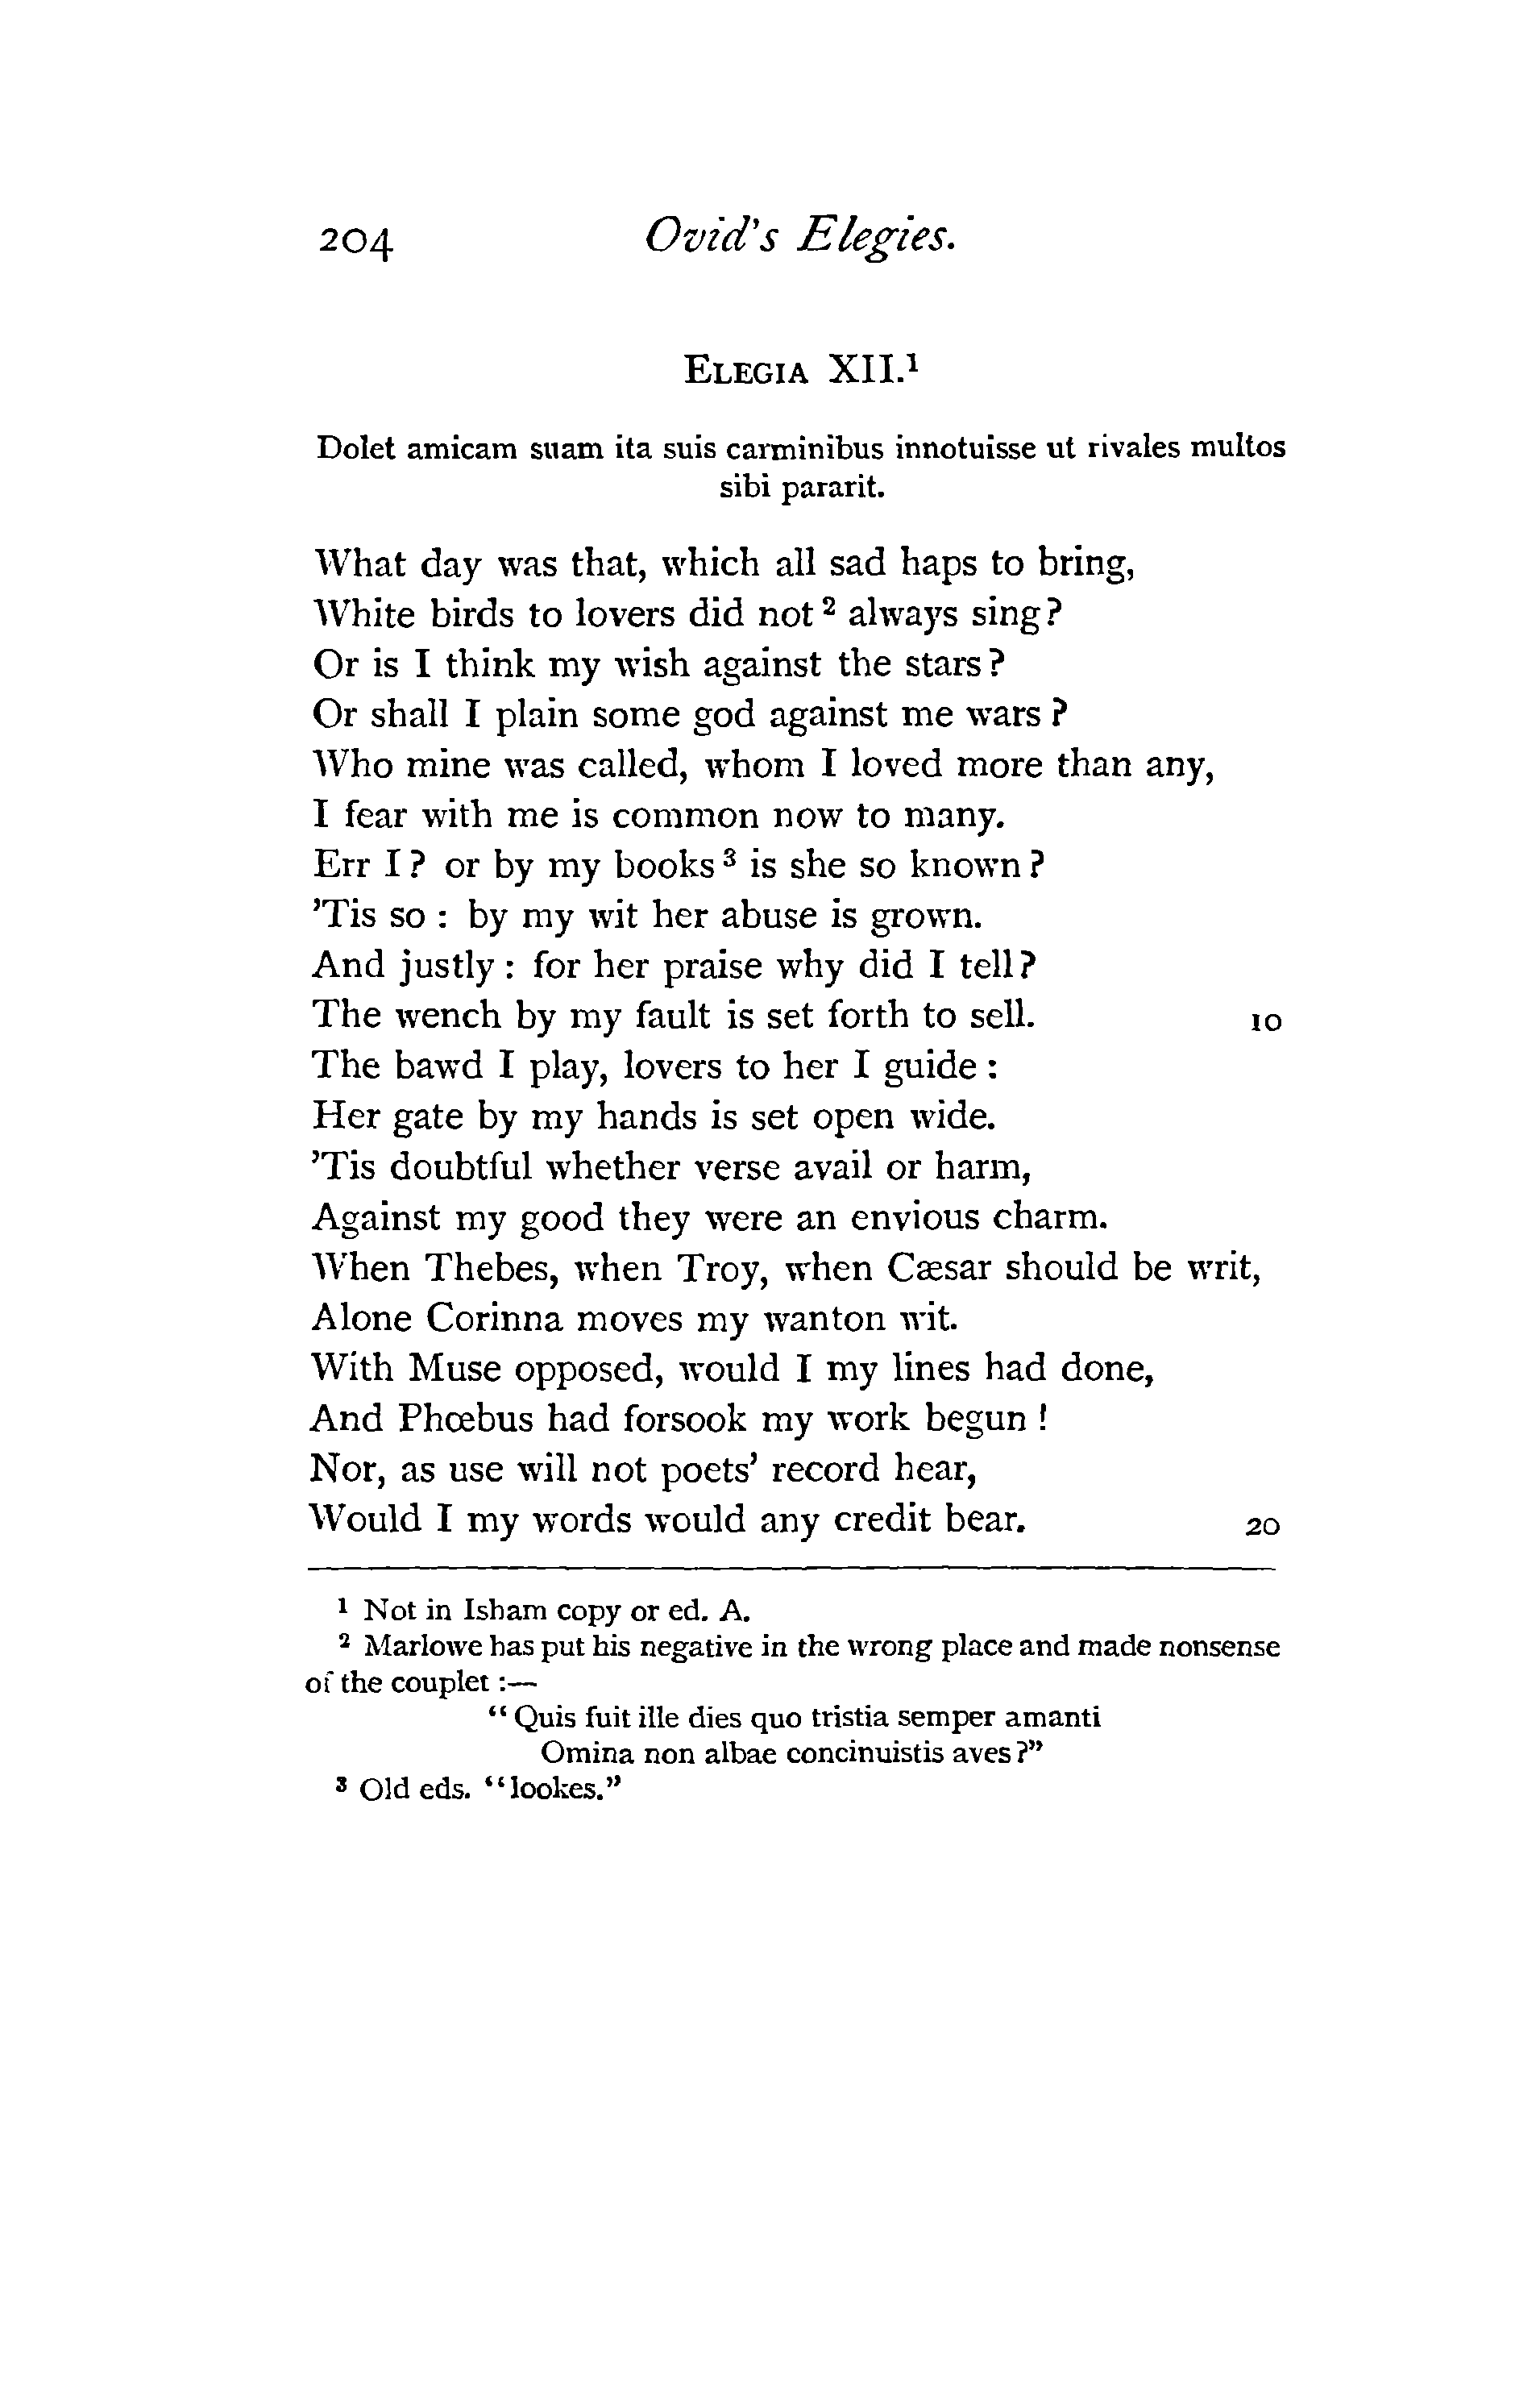 204 Ovid's Elegies.
ELEGIA XII.¹
Dolet amicam suam ita suis carminibus innotuisse ut rivales multos
sibi pararit.
What day was that, which all sad haps to bring,
White birds to lovers did not ² always sing?
Or is I think my wish against the stars?
Or shall I plain some god against me wars?
Who mine was called, whom I loved more than any,
I fear with me is common now to many.
Err I? or by my books ³ is she so known?
'Tis so : by my wit her abuse is grown.
And justly : for her praise why did I tell?
The wench by my fault is set forth to sell. 10
The bawd I play, lovers to her I guide :
Her gate by my hands is set open wide.
'Tis doubtful whether verse avail or harm,
Against my good they were an envious charm.
When Thebes, when Troy, when Cæsar should be writ,
Alone Corinna moves my wanton wit.
With Muse opposed, would I my lines had done,
And Phœbus had forsook my work begun !
Nor, as use will not poets' record hear,
Would I my words would any credit bear. 20
¹ Not in Isham copy or ed. A.
² Marlowe has put his negative in the wrong place and made nonsense
of the couplet :—
"Quis fuit ille dies quo tristia semper amanti
Omina non albae concinuistis aves?"
³ Old eds. "lookes."